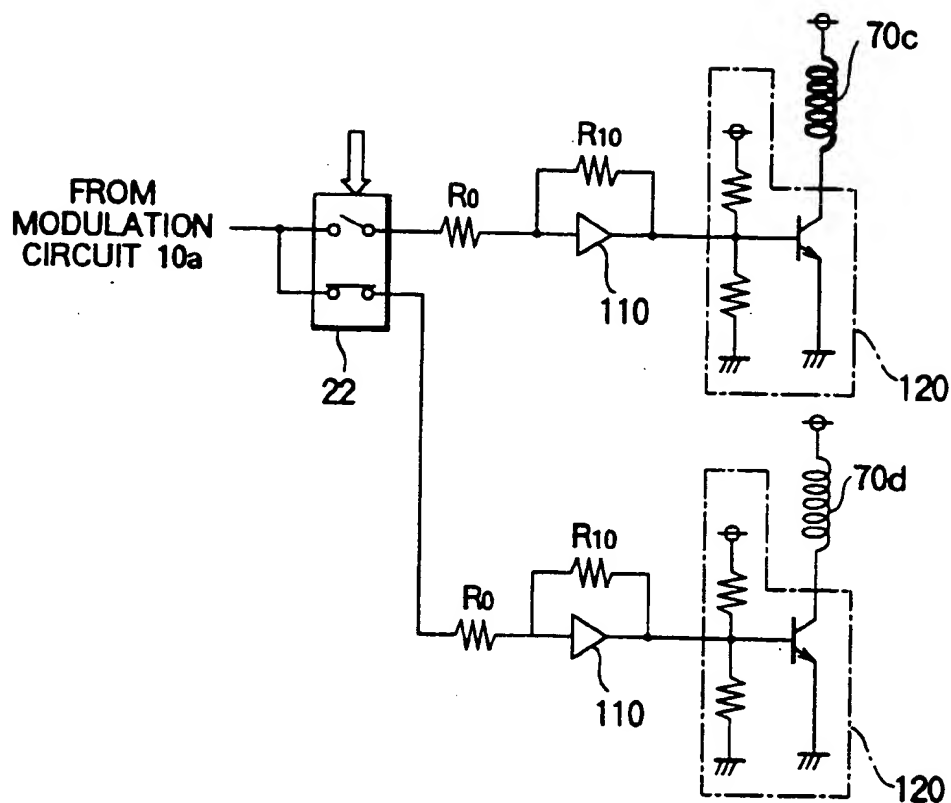 70c
R10
R0
FROM
MODULATION
CIRCUIT 10a
110
22
120
70d
R10
R0
110
120